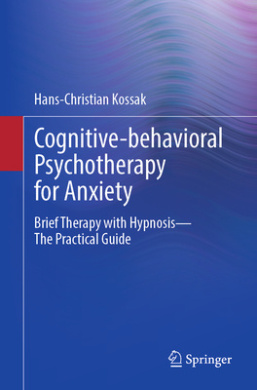 Hans-Christian Kossak
Cognitive-behavioral
Psychotherapy
for Anxiety
Brief Therapy with Hypnosis—
The Practical Guide
Springer